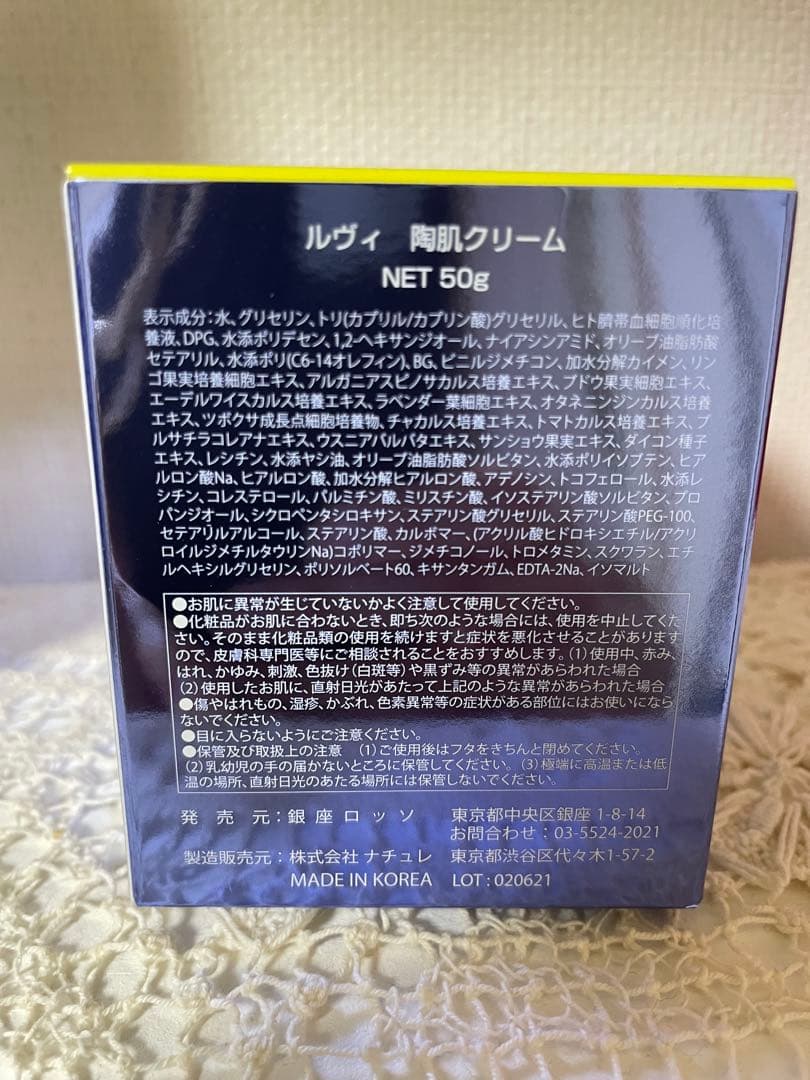 ルヴィ 陶肌クリーム
NET 50g
表示成分：水、グリセリン、トリ(カプリル/カプリン酸)グリセリル、ヒト臍帯血細胞順化培
養液、DPG、水添ポリデセン、1,2-ヘキサンジオール、ナイアシンアミド、オリーブ油脂肪酸
セテアリル、水添ポリ(C6-14オレフィン)、BG、ビニルジメチコン、加水分解カイメン、リン
ゴ果実培養細胞エキス、アルガニアスピノサカルス培養エキス、ブドウ果実細胞エキス、
エーデルワイスカルス培養エキス、ラベンダー葉細胞エキス、オタネニンジンカルス培養
エキス、ツボクサ成長点細胞培養物、チャカルス培養エキス、トマトカルス培養エキス、プ
ルサチラコレアナエキス、ウスニアバルバタエキス、サンショウ果実エキス、ダイコン種子
エキス、レシチン、水添ヤシ油、オリーブ油脂肪酸ソルビタン、水添ポリイソブテン、ヒア
ルロン酸Na、ヒアルロン酸、加水分解ヒアルロン酸、アデノシン、トコフェロール、水添レ
シチン、コレステロール、パルミチン酸、ミリスチン酸、イソステアリン酸ソルビタン、プロ
パンジオール、シクロペンタシロキサン、ステアリン酸グリセリル、ステアリン酸PEG-100、
セテアリルアルコール、ステアリン酸、カルボマー、(アクリル酸ヒドロキシエチル/アクリ
ロイルジメチルタウリンNa)コポリマー、ジメチコノール、トロメタミン、スクワラン、エチ
ルヘキシルグリセリン、ポリソルベート60、キサンタンガム、EDTA-2Na、イソマルト
●お肌に異常が生じていないかよく注意して使用してください。
●化粧品がお肌に合わないとき、即ち次のような場合には、使用を中止してくだ
さい。そのまま化粧品類の使用を続けますと症状を悪化させることがあります
ので、皮膚科専門医等にご相談されることをおすすめします。(1)使用中、赤み、
はれ、かゆみ、刺激、色抜け(白斑等)や黒ずみ等の異常があらわれた場合
(2)使用したお肌に、直射日光があたって上記のような異常があらわれた場合
●傷やはれもの、湿疹、かぶれ、色素異常等の症状がある部位にはお使いになら
ないでください。
●目に入らないようにご注意ください。
●保管及び取扱上の注意 (1)ご使用後はフタをきちんと閉めてください。
(2)乳幼児の手の届かないところに保管してください。(3)極端に高温または低
温の場所、直射日光のあたる場所には保管しないでください。
発売元：銀座ロッソ 東京都中央区銀座 1-8-14
お問合わせ：03-5524-2021
製造販売元：株式会社 ナチュレ 東京都渋谷区代々木1-57-2
MADE IN KOREA LOT : 020621